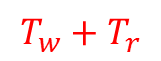 $T_w + T_r$